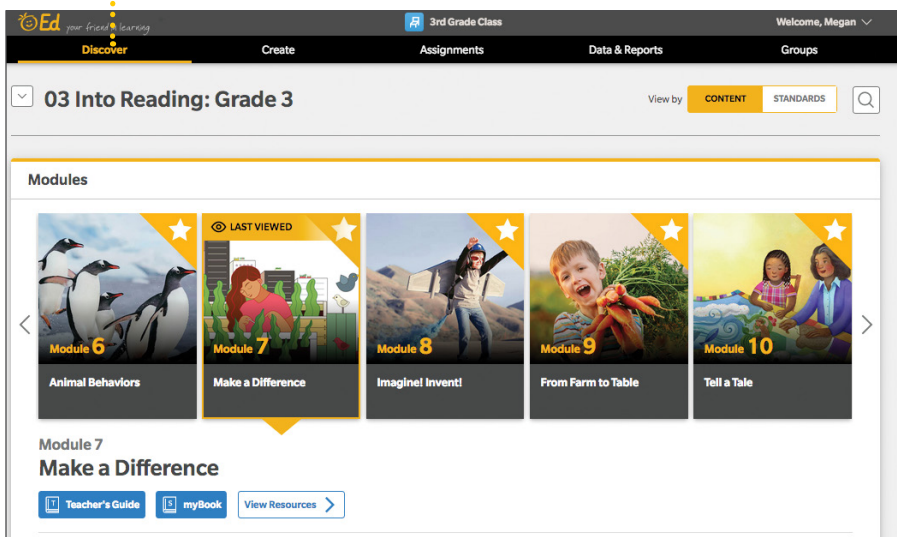 Ed your friend in learning
3rd Grade Class
Welcome, Megan
Discover
Create
Assignments
Data & Reports
Groups
03 Into Reading: Grade 3
View by
CONTENT
STANDARDS
Modules
LAST VIEWED
Module 6
Module 7
Module 8
Module 9
Module 10
Animal Behaviors
Make a Difference
Imagine! Invent!
From Farm to Table
Tell a Tale
Module 7
Make a Difference
T Teacher's Guide
S myBook
View Resources